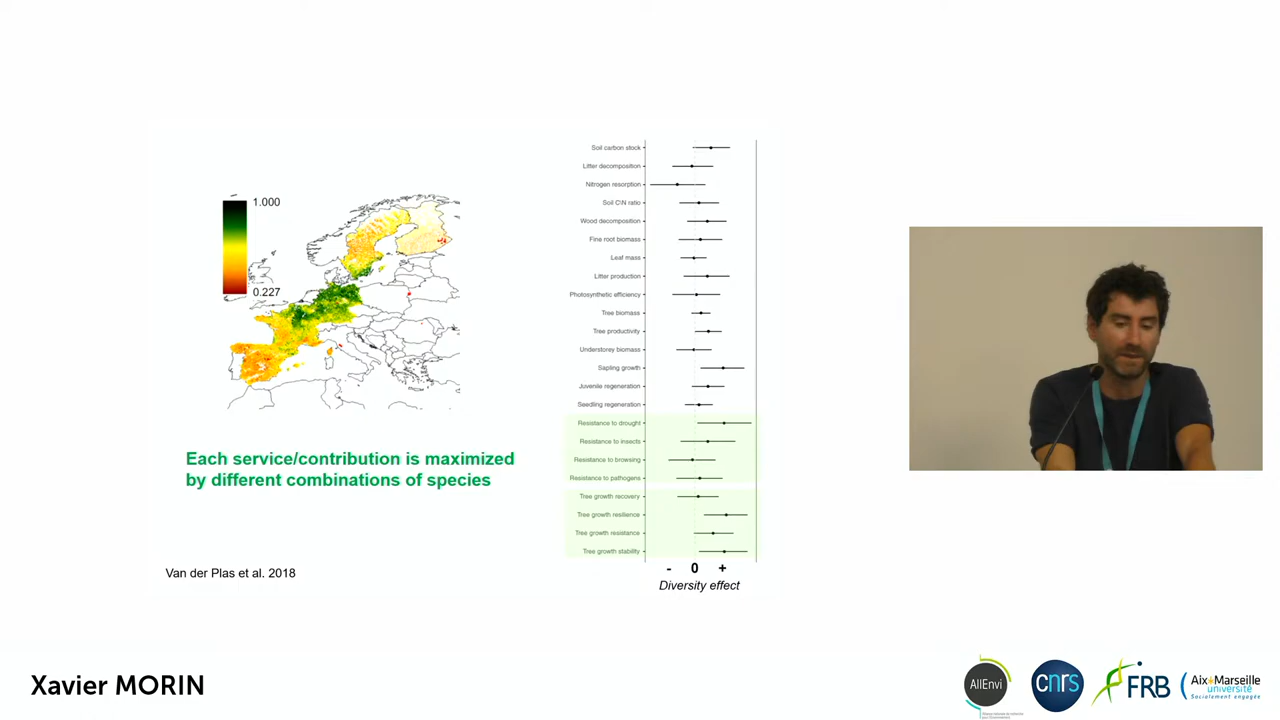 1.000
0.227
Each service/contribution is maximized
by different combinations of species
Van der Plas et al. 2018
Soil carbon stock
Litter decomposition
Nitrogen resorption
Soil C\N ratio
Wood decomposition
Fine root biomass
Leaf mass
Litter production
Photosynthetic efficiency
Tree biomass
Tree productivity
Understorey biomass
Sapling growth
Juvenile regeneration
Seedling regeneration
Resistance to drought
Resistance to insects
Resistance to browsing
Resistance to pathogens
Tree growth recovery
Tree growth resilience
Tree growth resistance
Tree growth stability
- 0 +
Diversity effect
Xavier MORIN
AllEnvi
cnrs
FRB
Aix Marseille
université
Socialement engagée